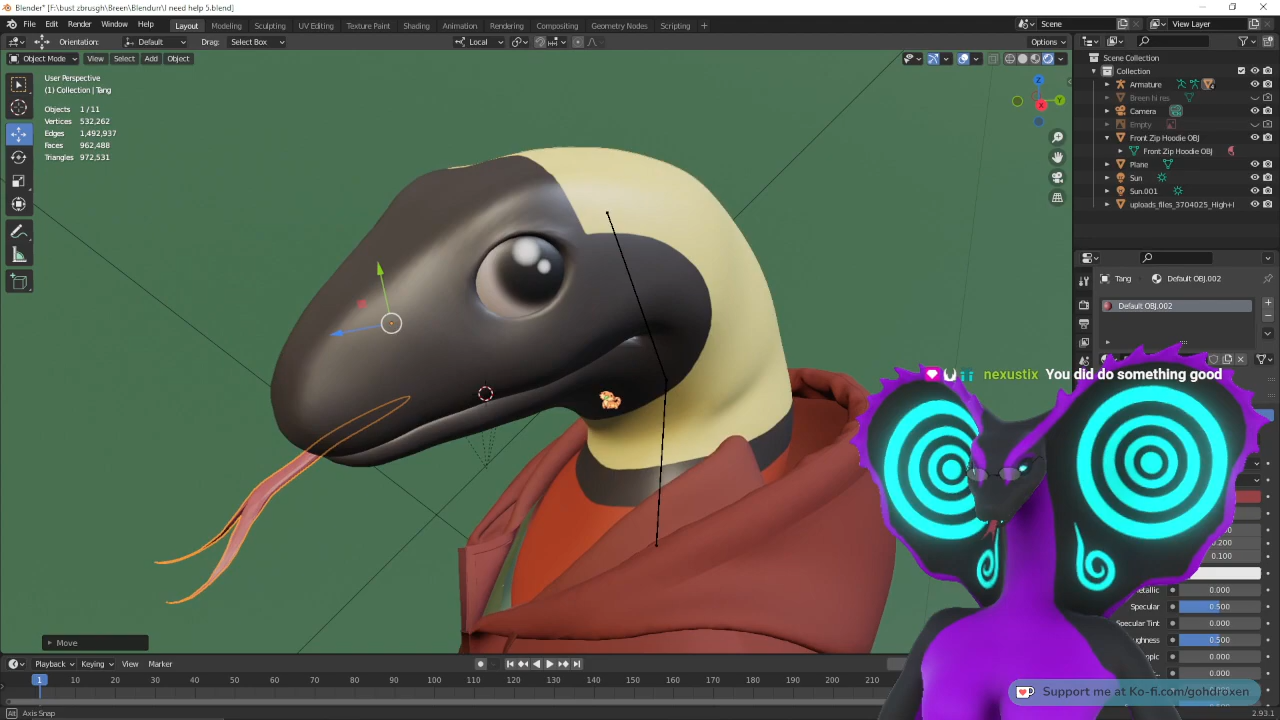 Blender* [F:\bust zbrusgh\Breen\Blendurr\I need help 5.blend]
File Edit Render Window Help Layout Modeling Sculpting UV Editing Texture Paint Shading Animation Rendering Compositing Geometry Nodes Scripting + Scene View Layer
Orientation: Default Drag: Select Box Local Options
Object Mode View Select Add Object
User Perspective
(1) Collection | Tang
Objects 1 / 11
Vertices 532,262
Edges 1,492,937
Faces 962,488
Triangles 972,531
Z
Y
X
Scene Collection
Collection
Armature
Breen hi res
Camera
Empty
Front Zip Hoodie OBJ
Front Zip Hoodie OBJ
Plane
Sun
Sun.001
uploads_files_3704025_High+I
Tang Default OBJ.002
Default OBJ.002
nexustix You did do something good
0.200
0.100
etallic 0.000
Specular 0.500
Specular Tint 0.000
ughness 0.500
0.000
0.000
Move
Playback Keying View Marker
1 10 20 30 40 50 60 70 80 90 100 110 120 130 140 150 160 170 180 190 200 210
Support me at Ko-fi.com/gohdroxen
Axis Snap
2.93.1